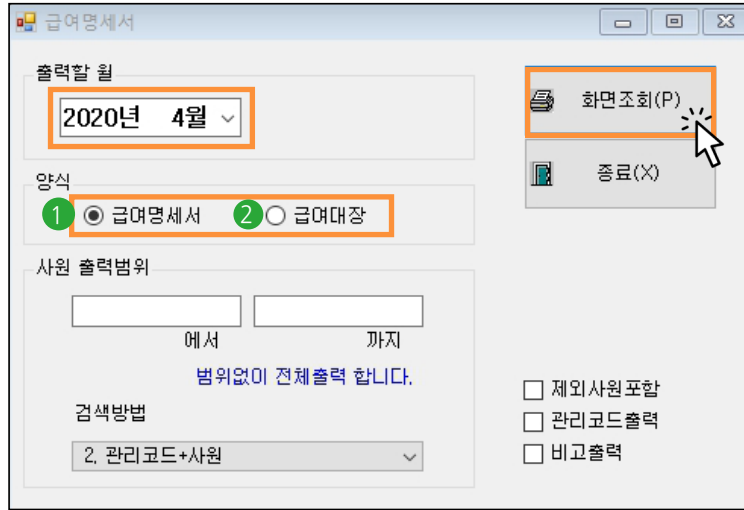 급여명세서
출력할 월
2020년 4월
화면조회(P)
종료(X)
양식
1 급여명세서 2 급여대장
사원 출력범위
에서 까지
범위없이 전체출력 합니다.
검색방법
2. 관리코드+사원
제외사원포함
관리코드출력
비고출력